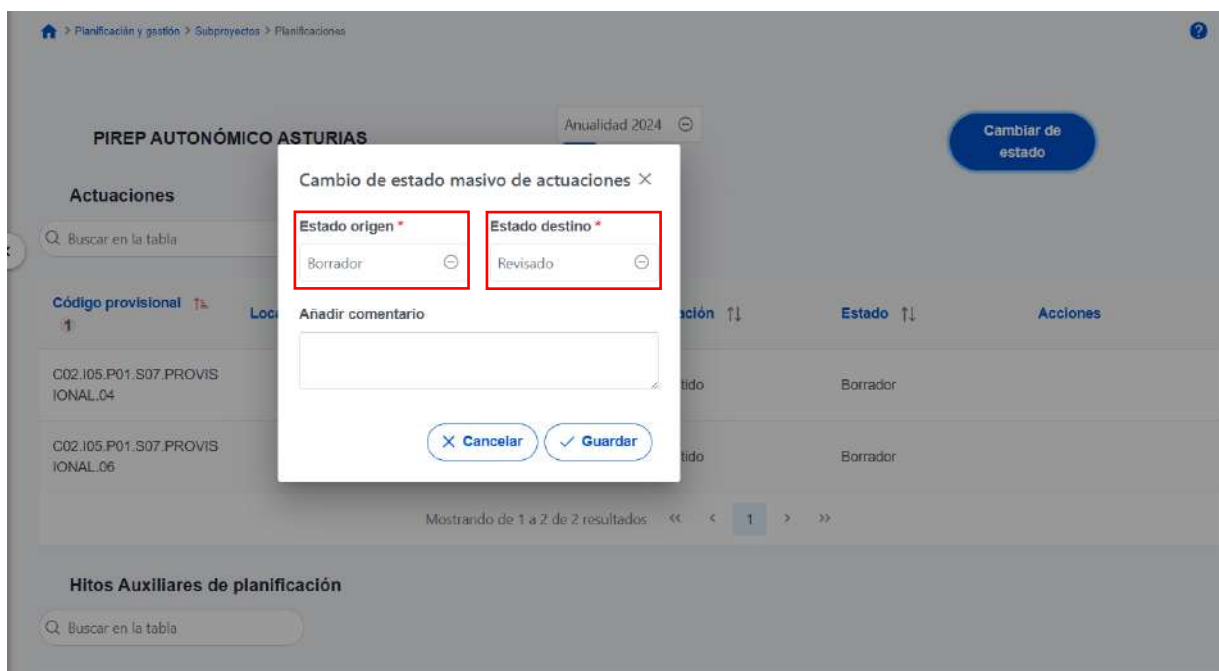 > Planificación y gestión > Subproyectos > Planificaciones
PIREP AUTONÓMICO ASTURIAS
Anualidad 2024
Cambiar de
estado
Actuaciones
Buscar en la tabla
Cambio de estado masivo de actuaciones
Estado origen *
Estado destino *
Borrador
Revisado
Añadir comentario
Cancelar
Guardar
Código provisional
1
Estado
Acciones
C02.I05.P01.S07.PROVIS
IONAL.04
Borrador
C02.I05.P01.S07.PROVIS
IONAL.06
Borrador
Mostrando de 1 a 2 de 2 resultados << < 1 > >>
Hitos Auxiliares de planificación
Buscar en la tabla